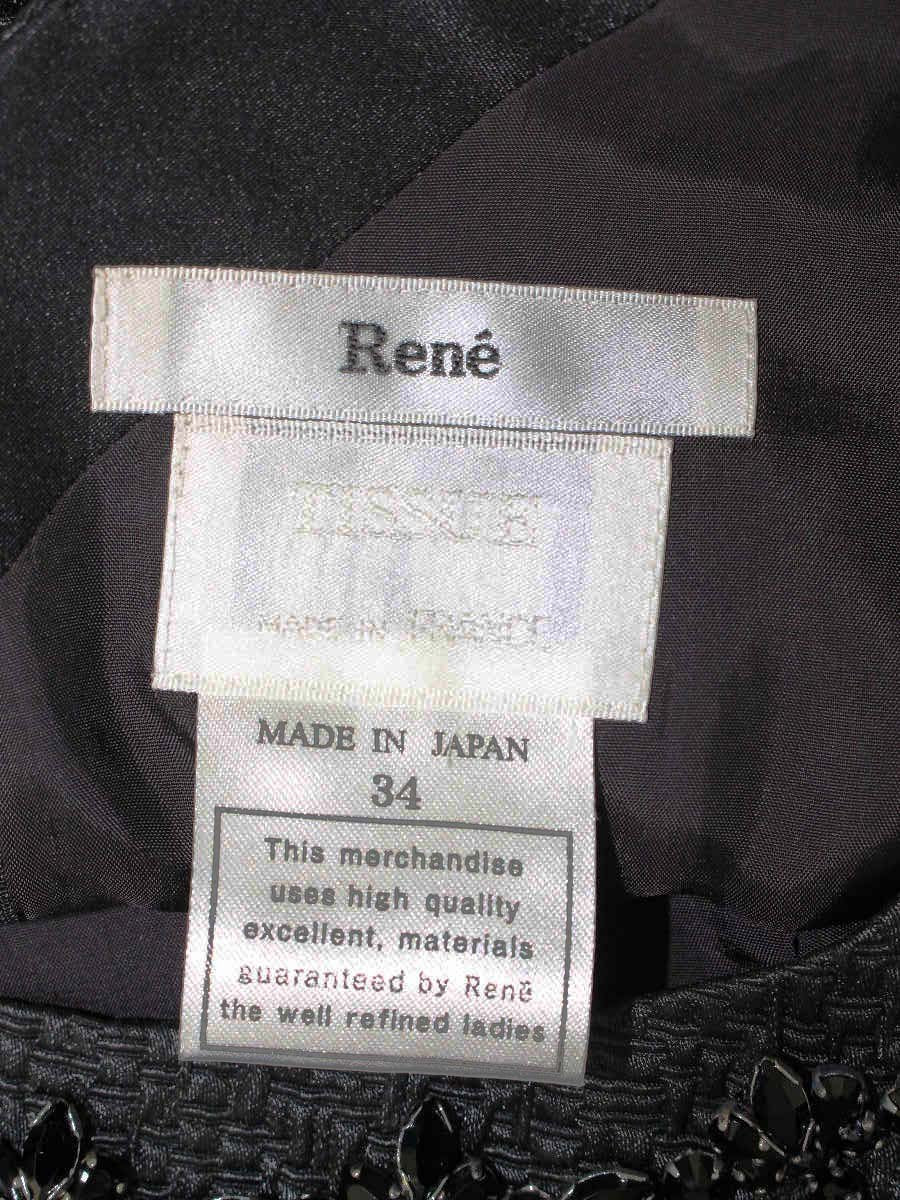 René
TISSUE
MADE IN FRANCE
MADE IN JAPAN
34
This merchandise
uses high quality
excellent, materials
guaranteed by René
the well refined ladies